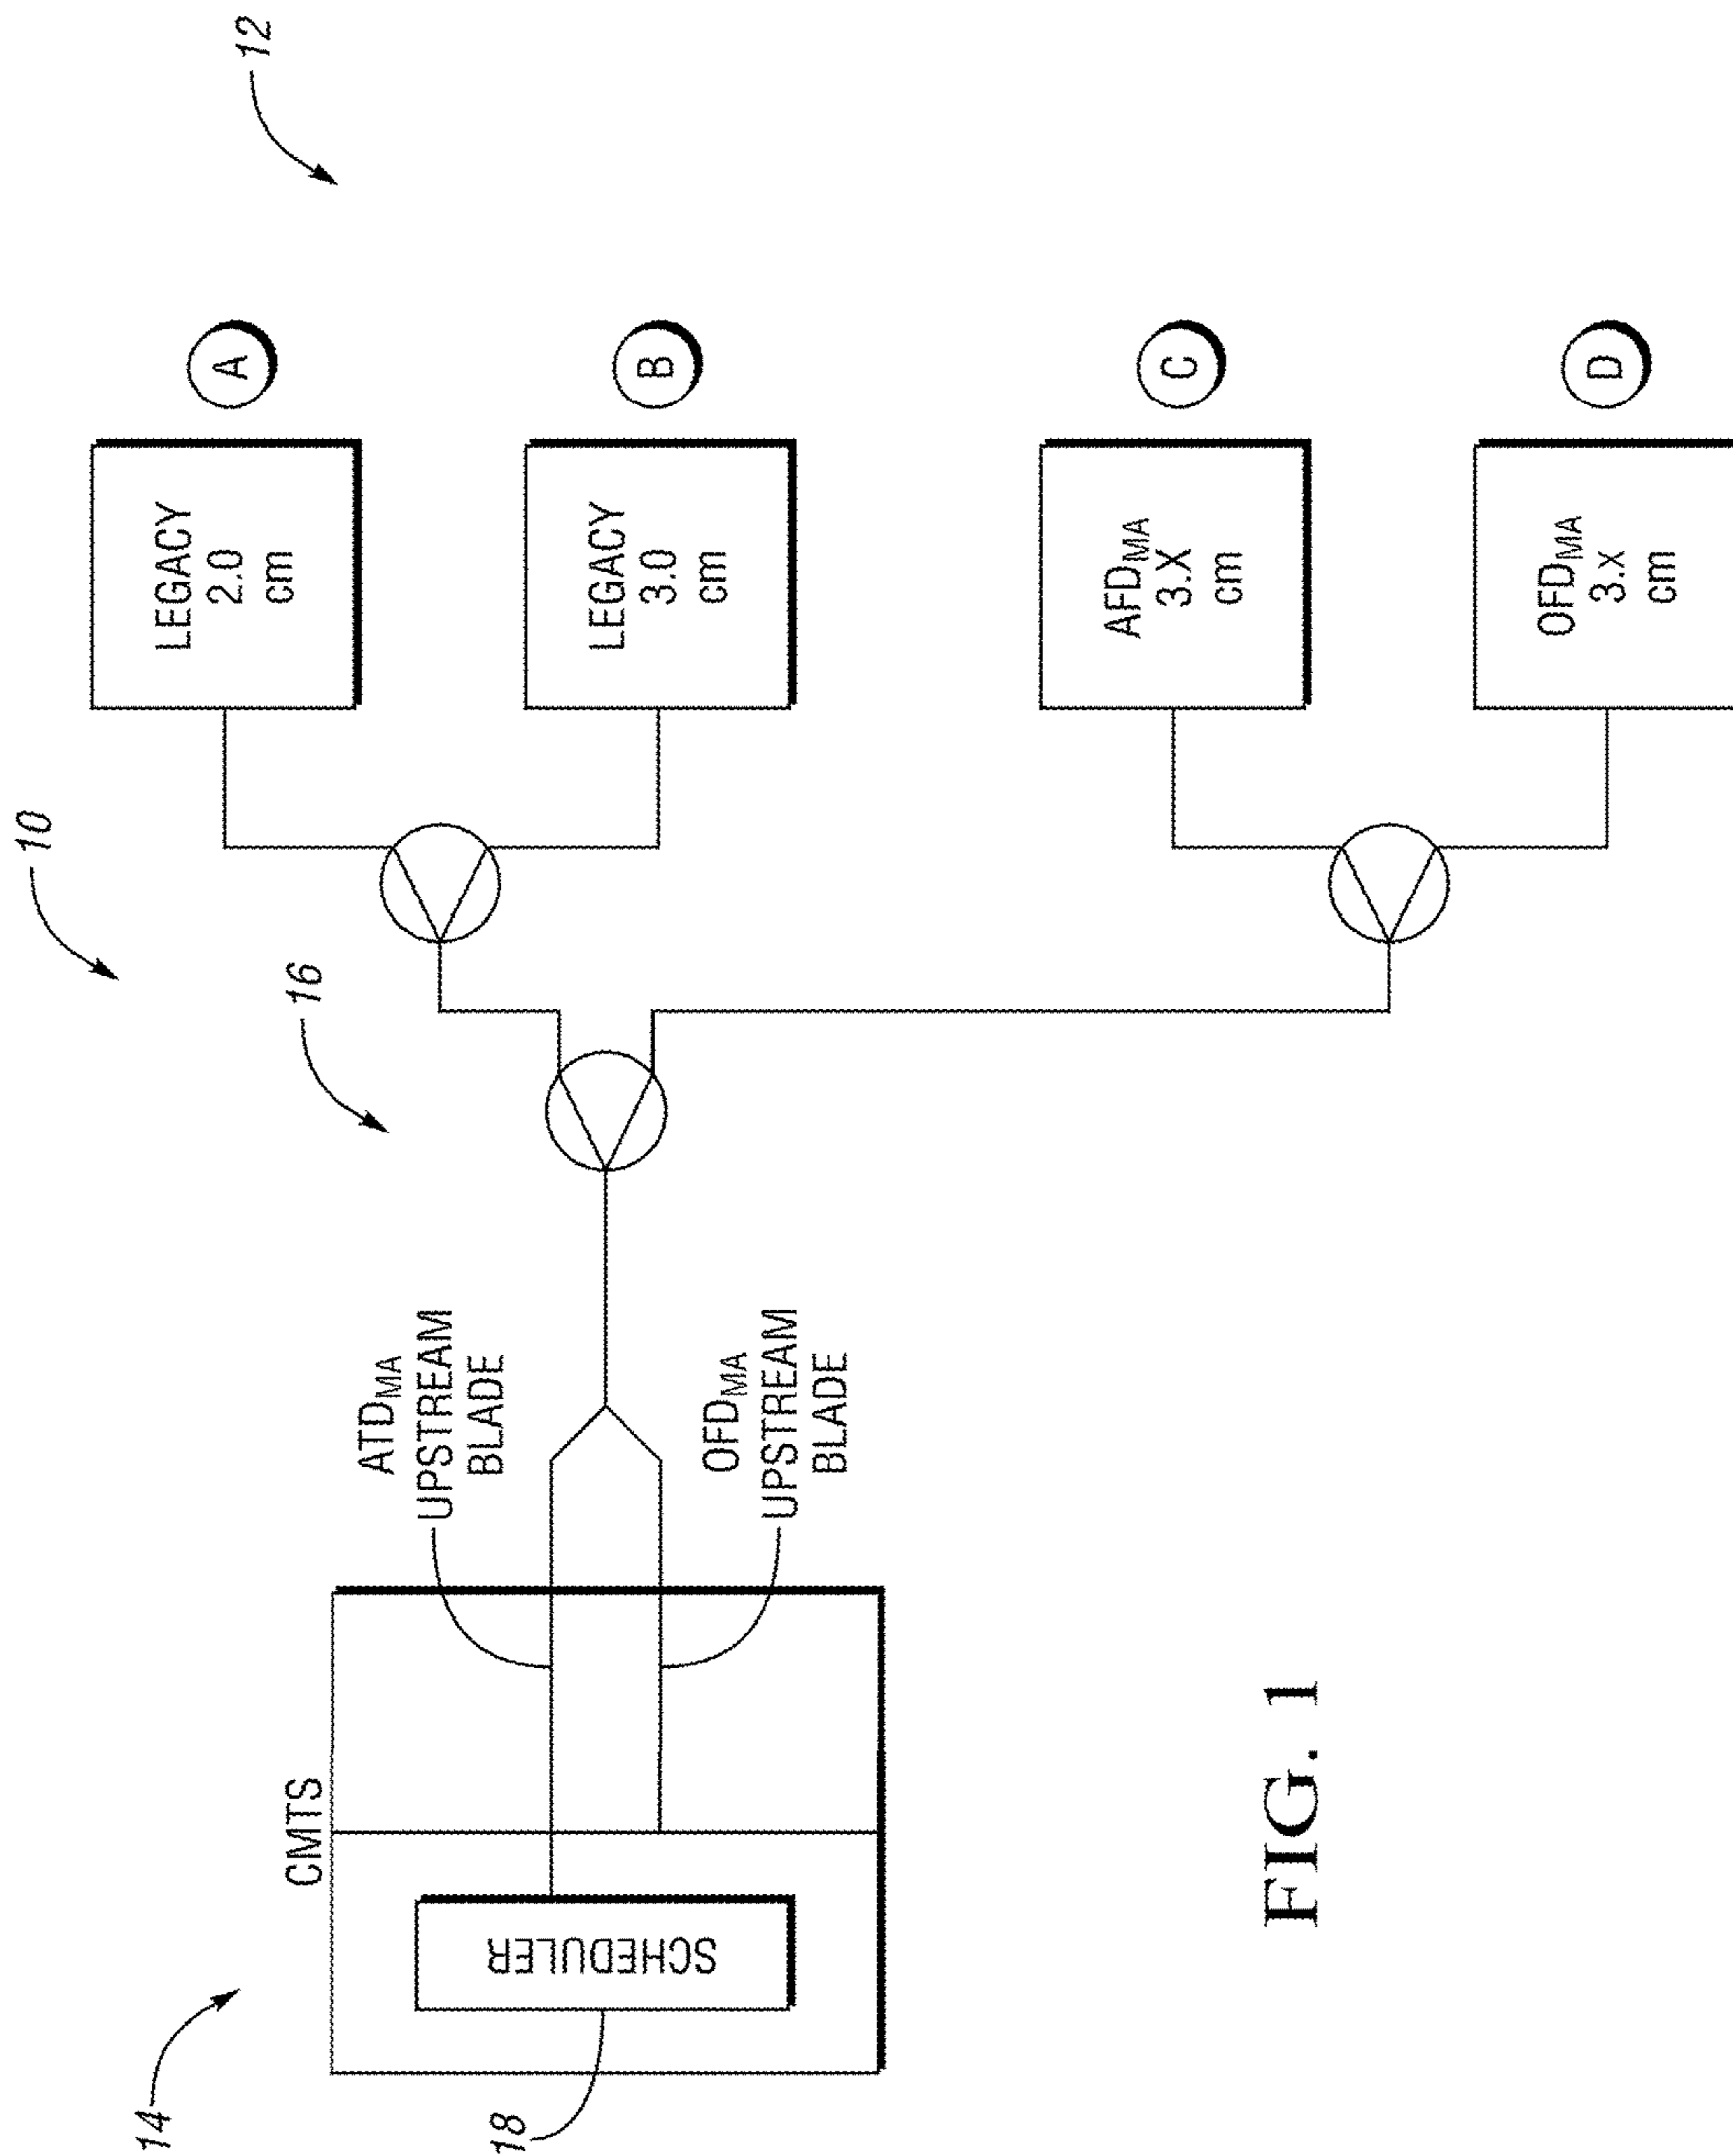 12
10
16
14
18
A
B
C
D
LEGACY
2.0
cm
LEGACY
3.0
cm
AFDMA
3.X
cm
OFDMA
3.x
cm
ATDMA
UPSTREAM
BLADE
OFDMA
UPSTREAM
BLADE
CMTS
SCHEDULER
FIG. 1